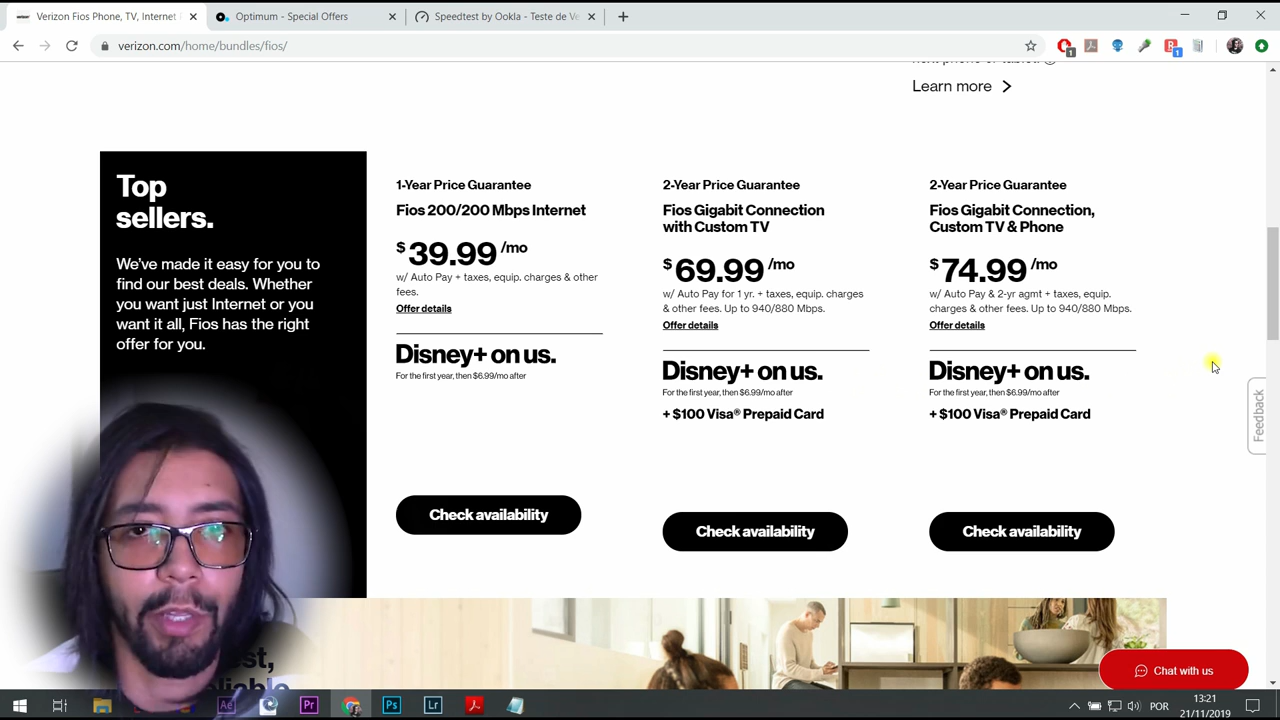 Verizon Fios Phone, TV, Internet
Optimum - Special Offers
Speedtest by Ookla - Teste de Ve
verizon.com/home/bundles/fios/
1
1
Learn more
Top
sellers.
We've made it easy for you to
find our best deals. Whether
you want just Internet or you
want it all, Fios has the right
offer for you.
1-Year Price Guarantee
Fios 200/200 Mbps Internet
$39.99/mo
w/ Auto Pay + taxes, equip. charges & other
fees.
Offer details
Disney+ on us.
For the first year, then $6.99/mo after
Check availability
2-Year Price Guarantee
Fios Gigabit Connection
with Custom TV
$69.99/mo
w/ Auto Pay for 1 yr. + taxes, equip. charges
& other fees. Up to 940/880 Mbps.
Offer details
Disney+ on us.
For the first year, then $6.99/mo after
+ $100 Visa® Prepaid Card
Check availability
2-Year Price Guarantee
Fios Gigabit Connection,
Custom TV & Phone
$74.99/mo
w/ Auto Pay & 2-yr agmt + taxes, equip.
charges & other fees. Up to 940/880 Mbps.
Offer details
Disney+ on us.
For the first year, then $6.99/mo after
+ $100 Visa® Prepaid Card
Check availability
Feedback
Chat with us
Ae
Pr
Ps
Lr
POR
13:21
21/11/2019